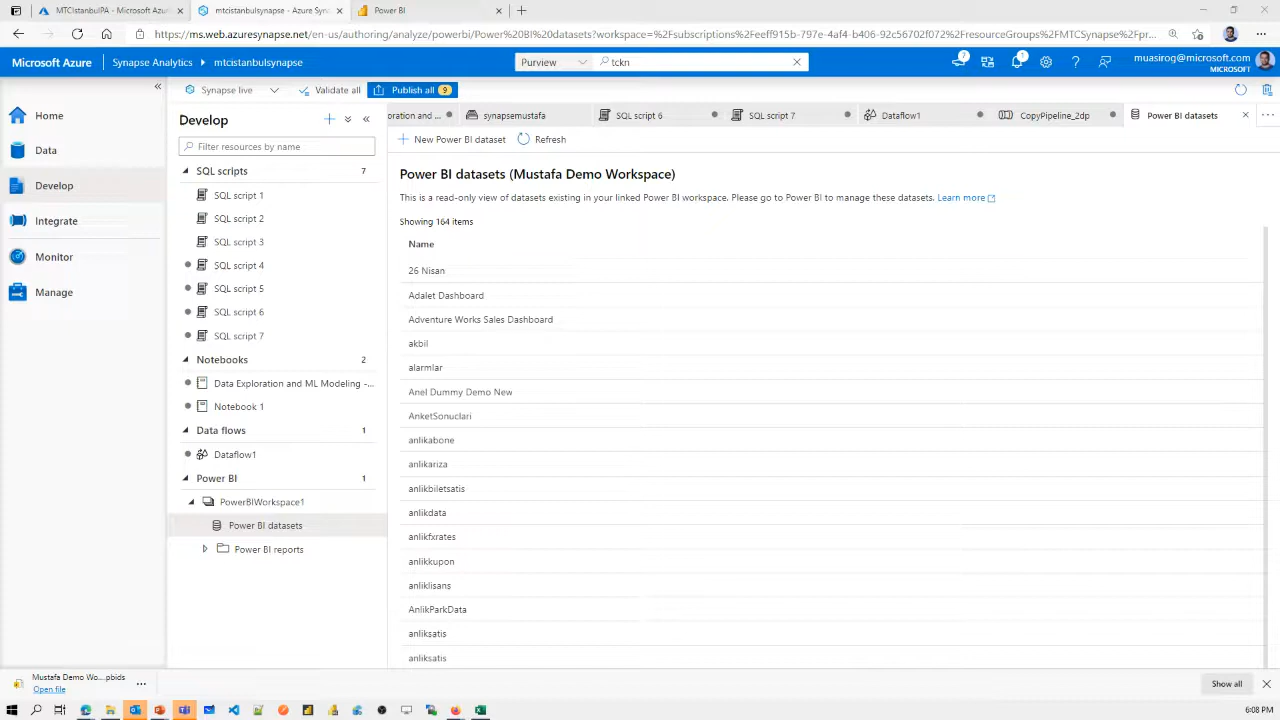 MTCIstanbulPA - Microsoft Azur
mtcistanbulsynapse - Azure Syna
Power BI
https://ms.web.azuresynapse.net/en-us/authoring/analyze/powerbi/Power%20BI%20datasets?workspace=%2Fsubscriptions%2Feeff915b-797e-4af4-b406-92c56702f072%2FresourceGroups%2FMTCSynapse%2Fpr...
Microsoft Azure
Synapse Analytics
mtcistanbulsynapse
Purview
tckn
7
1
muasirog@microsoft.com
MICROSOFT
Synapse live
Validate all
Publish all 9
Home
Data
Develop
Integrate
Monitor
Manage
Develop
Filter resources by name
SQL scripts 7
SQL script 1
SQL script 2
SQL script 3
SQL script 4
SQL script 5
SQL script 6
SQL script 7
Notebooks 2
Data Exploration and ML Modeling -...
Notebook 1
Data flows 1
Dataflow1
Power BI 1
PowerBIWorkspace1
Power BI datasets
Power BI reports
oration and ...
synapsemustafa
SQL script 6
SQL script 7
Dataflow1
CopyPipeline_2dp
Power BI datasets
New Power BI dataset
Refresh
Power BI datasets (Mustafa Demo Workspace)
This is a read-only view of datasets existing in your linked Power BI workspace. Please go to Power BI to manage these datasets. Learn more
Showing 164 items
Name
26 Nisan
Adalet Dashboard
Adventure Works Sales Dashboard
akbil
alarmlar
Anel Dummy Demo New
AnketSonuclari
anlikabone
anlikariza
anlikbiletsatis
anlikdata
anlikfxrates
anlikkupon
anliklisans
AnlikParkData
anliksatis
anliksatis
Mustafa Demo Wo....pbids
Open file
Show all
6:08 PM